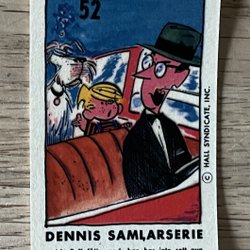 52
© HALL SYNDICATE, INC.
DENNIS SAMLARSERIE